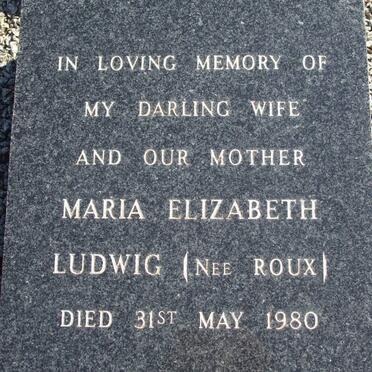 IN LOVING MEMORY OF
MY DARLING WIFE
AND OUR MOTHER
MARIA ELIZABETH
LUDWIG (NEE ROUX)
DIED 31ST MAY 1980